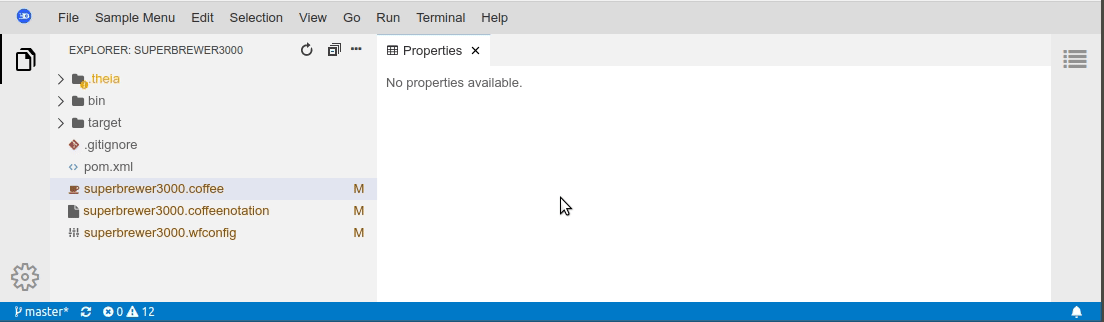 File Sample Menu Edit Selection View Go Run Terminal Help
EXPLORER: SUPERBREWER3000
Properties
No properties available.
.theia
bin
target
.gitignore
pom.xml
superbrewer3000.coffee M
superbrewer3000.coffeenotation M
superbrewer3000.wfconfig M
master* 0 12